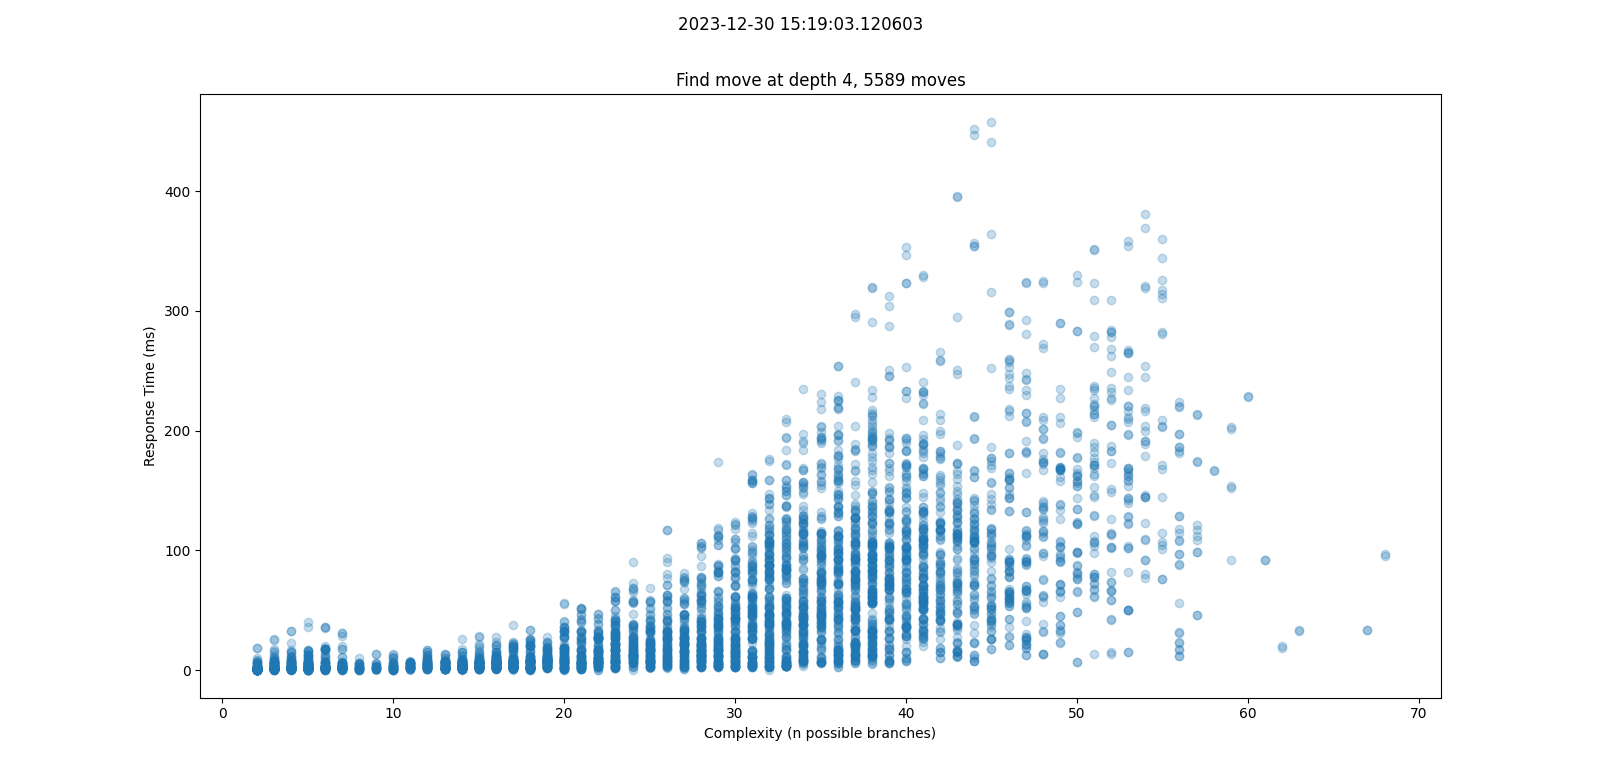 2023-12-30 15:19:03.120603
Find move at depth 4, 5589 moves
400
300
200
100
0
Response Time (ms)
0 10 20 30 40 50 60 70
Complexity (n possible branches)